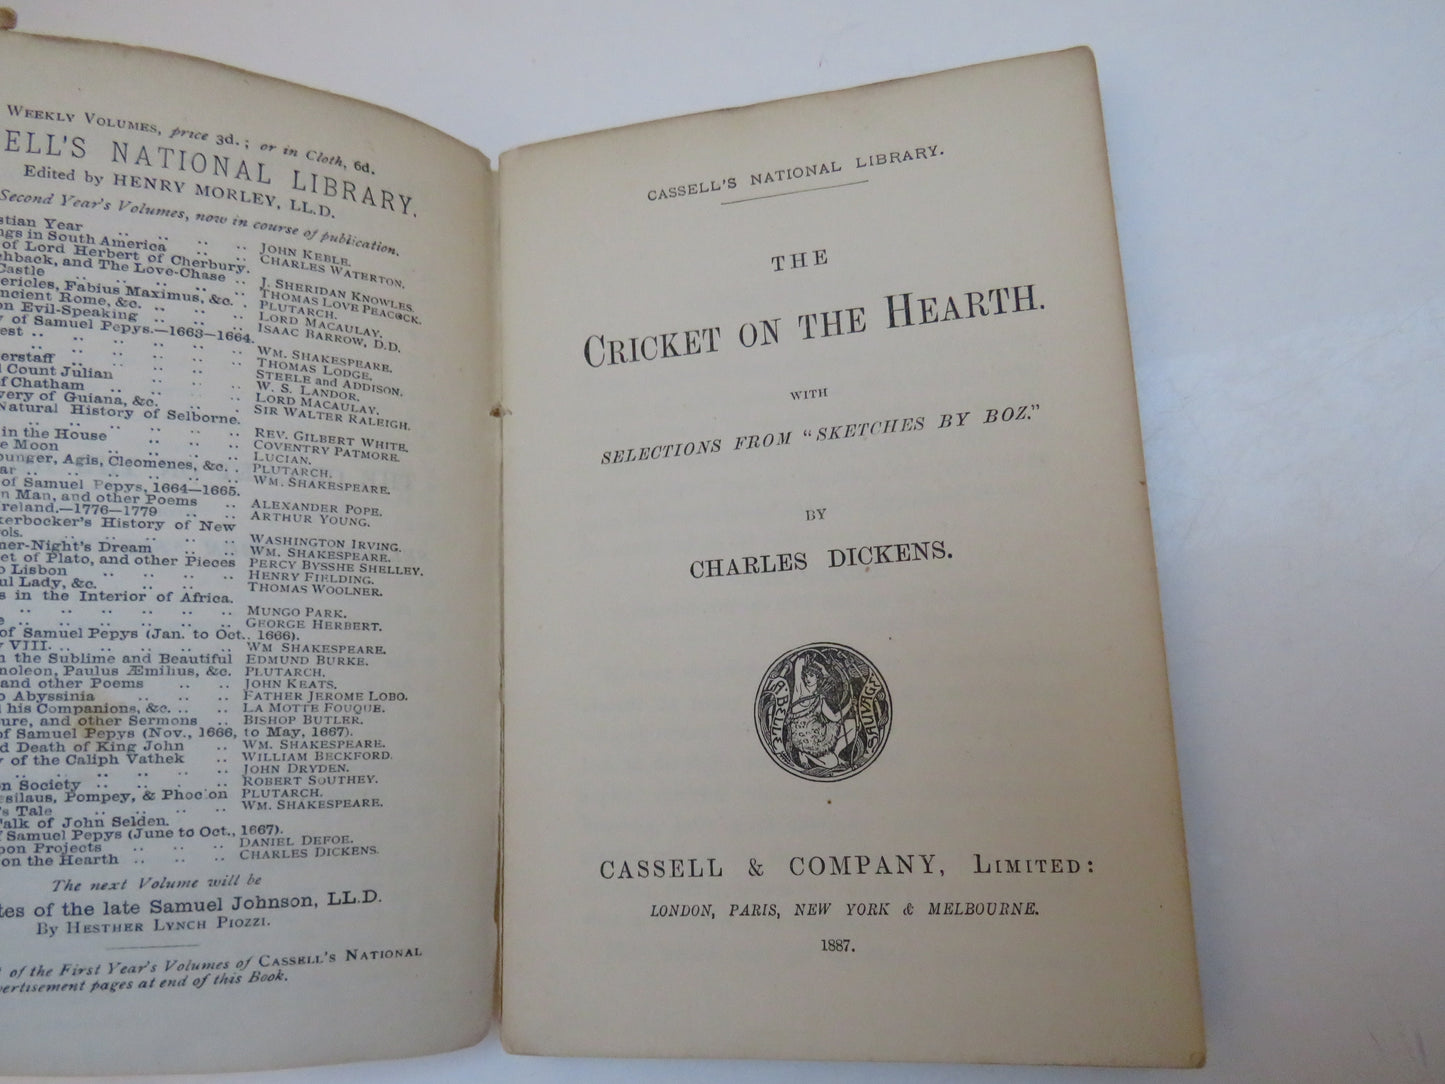 WEEKLY VOLUMES, price 3d.; or in Cloth, 6d.
ELL'S NATIONAL LIBRARY.
Edited by HENRY MORLEY, LL.D.
Second Year's Volumes, now in course of publication.
stian Year .. .. .. .. JOHN KEBLE.
ngs in South America .. .. CHARLES WATERTON.
of Lord Herbert of Cherbury.
chback, and The Love-Chase .. J. SHERIDAN KNOWLES.
Castle .. .. .. .. .. THOMAS LOVE PEACOCK.
ericles, Fabius Maximus, &c. . PLUTARCH.
ncient Rome, &c. .. .. .. LORD MACAULAY.
on Evil-Speaking .. .. .. ISAAC BARROW, D.D.
y of Samuel Pepys.—1663—1664.
est .. .. .. .. .. .. WM. SHAKESPEARE.
.. .. .. .. THOMAS LODGE.
erstaff .. .. .. .. STEELE and ADDISON.
d Count Julian .. .. .. W. S. LANDOR.
of Chatham .. .. .. LORD MACAULAY.
very of Guiana, &c. .. .. SIR WALTER RALEIGH.
Natural History of Selborne.
.. .. .. .. .. REV. GILBERT WHITE.
in the House .. .. .. COVENTRY PATMORE.
e Moon .. .. .. .. LUCIAN.
ounger, Agis, Cleomenes, &c. . PLUTARCH.
ar .. .. .. .. .. .. WM. SHAKESPEARE.
of Samuel Pepys, 1664—1665.
n Man, and other Poems .. ALEXANDER POPE.
reland.—1776—1779 .. .. ARTHUR YOUNG.
kerbocker's History of New
ols. .. .. .. .. .. WASHINGTON IRVING.
mer-Night's Dream .. .. WM. SHAKESPEARE.
et of Plato, and other Pieces PERCY BYSSHE SHELLEY.
o Lisbon .. .. .. .. HENRY FIELDING.
ul Lady, &c. .. .. .. THOMAS WOOLNER.
s in the Interior of Africa.
.. .. .. .. .. .. MUNGO PARK.
e .. .. .. .. .. .. GEORGE HERBERT.
of Samuel Pepys (Jan. to Oct., 1666).
y VIII. .. .. .. .. .. WM SHAKESPEARE.
n the Sublime and Beautiful EDMUND BURKE.
moleon, Paulus Æmilius, &c. PLUTARCH.
and other Poems .. .. JOHN KEATS.
o Abyssinia .. .. .. FATHER JEROME LOBO.
l his Companions, &c. .. .. LA MOTTE FOUQUE.
ure, and other Sermons .. BISHOP BUTLER.
of Samuel Pepys (Nov., 1666, to May, 1667).
d Death of King John .. WM. SHAKESPEARE.
y of the Caliph Vathek .. WILLIAM BECKFORD.
.. .. .. .. .. JOHN DRYDEN.
on Society .. .. .. .. ROBERT SOUTHEY.
esilaus, Pompey, & Phocion PLUTARCH.
's Tale .. .. .. .. WM. SHAKESPEARE.
Talk of John Selden.
f Samuel Pepys (June to Oct., 1667).
pon Projects .. .. .. DANIEL DEFOE.
on the Hearth .. .. .. CHARLES DICKENS.
The next Volume will be
tes of the late Samuel Johnson, LL.D.
By HESTHER LYNCH PIOZZI.
of the First Year's Volumes of CASSELL'S NATIONAL
vertisement pages at end of this Book.
CASSELL'S NATIONAL LIBRARY.
THE
CRICKET ON THE HEARTH.
WITH
SELECTIONS FROM "SKETCHES BY BOZ."
BY
CHARLES DICKENS.
LA BELLE SAUVAGE
CASSELL & COMPANY, LIMITED:
LONDON, PARIS, NEW YORK & MELBOURNE.
1887.